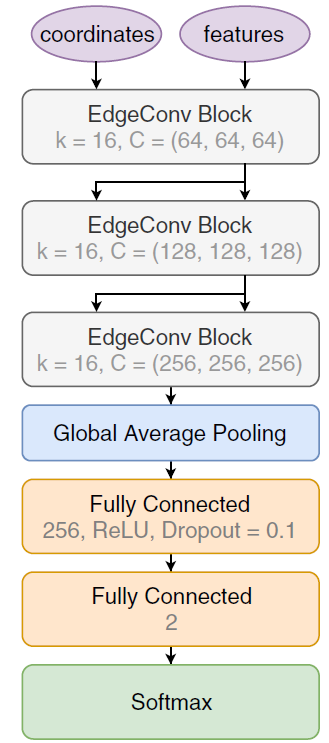 coordinates features
EdgeConv Block
k = 16, C = (64, 64, 64)
EdgeConv Block
k = 16, C = (128, 128, 128)
EdgeConv Block
k = 16, C = (256, 256, 256)
Global Average Pooling
Fully Connected
256, ReLU, Dropout = 0.1
Fully Connected
2
Softmax